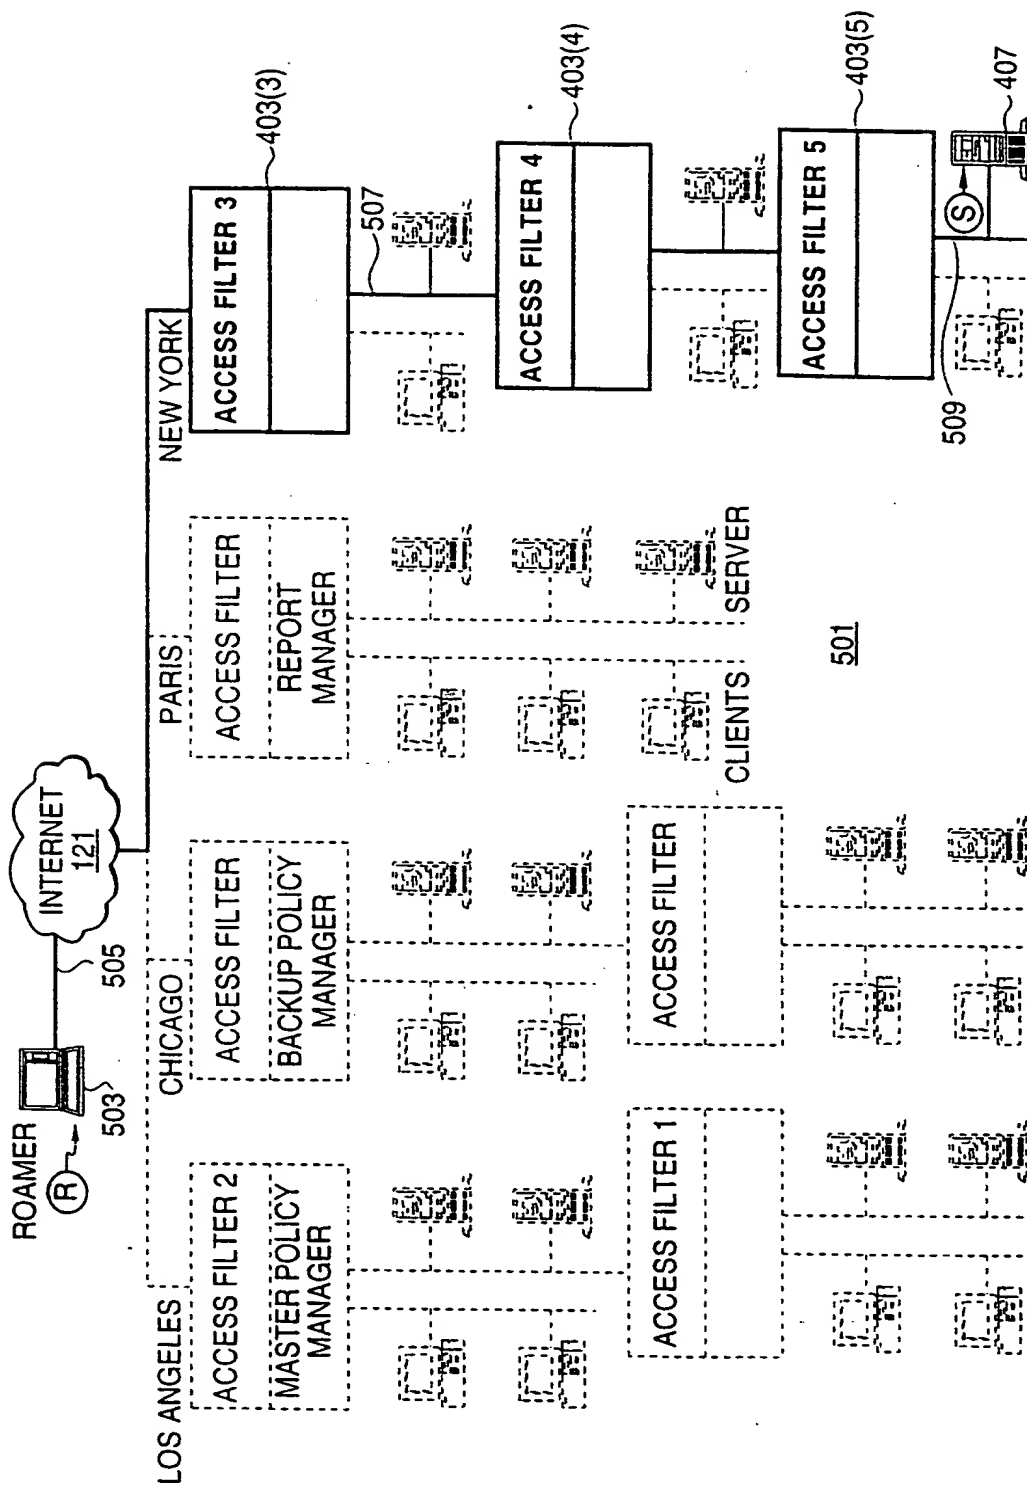 ROAMER
R
503
505
INTERNET
121
LOS ANGELES
CHICAGO
PARIS
NEW YORK
ACCESS FILTER 2
MASTER POLICY
MANAGER
ACCESS FILTER
BACKUP POLICY
MANAGER
ACCESS FILTER
REPORT
MANAGER
ACCESS FILTER 3
403(3)
507
ACCESS FILTER 4
403(4)
ACCESS FILTER 1
ACCESS FILTER
CLIENTS
SERVER
501
ACCESS FILTER 5
403(5)
509
S
407